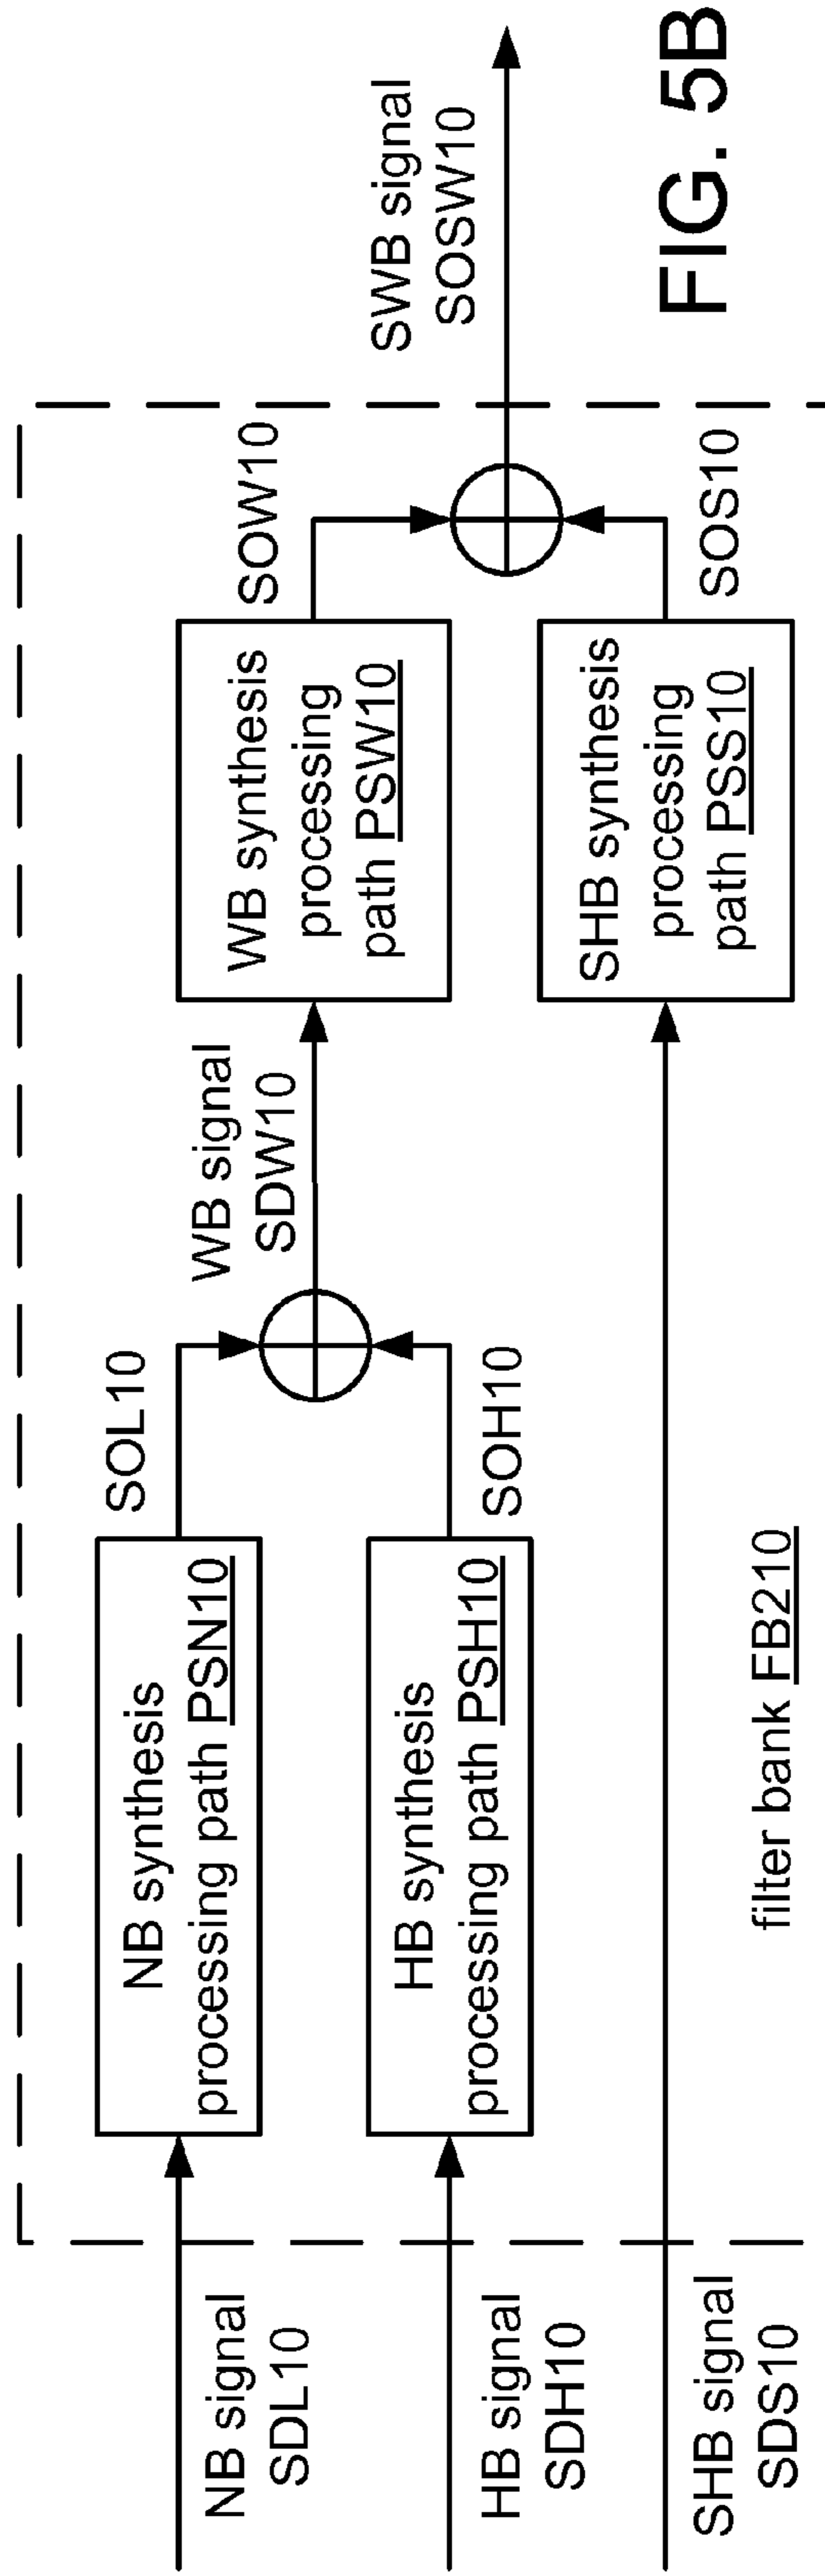 NB signal
SDL10
HB signal
SDH10
SHB signal
SDS10
NB synthesis
processing path PSN10
HB synthesis
processing path PSH10
filter bank FB210
SOL10
SOH10
WB signal
SDW10
WB synthesis
processing
path PSW10
SHB synthesis
processing
path PSS10
SOW10
SOS10
SWB signal
SOSW10
FIG. 5B